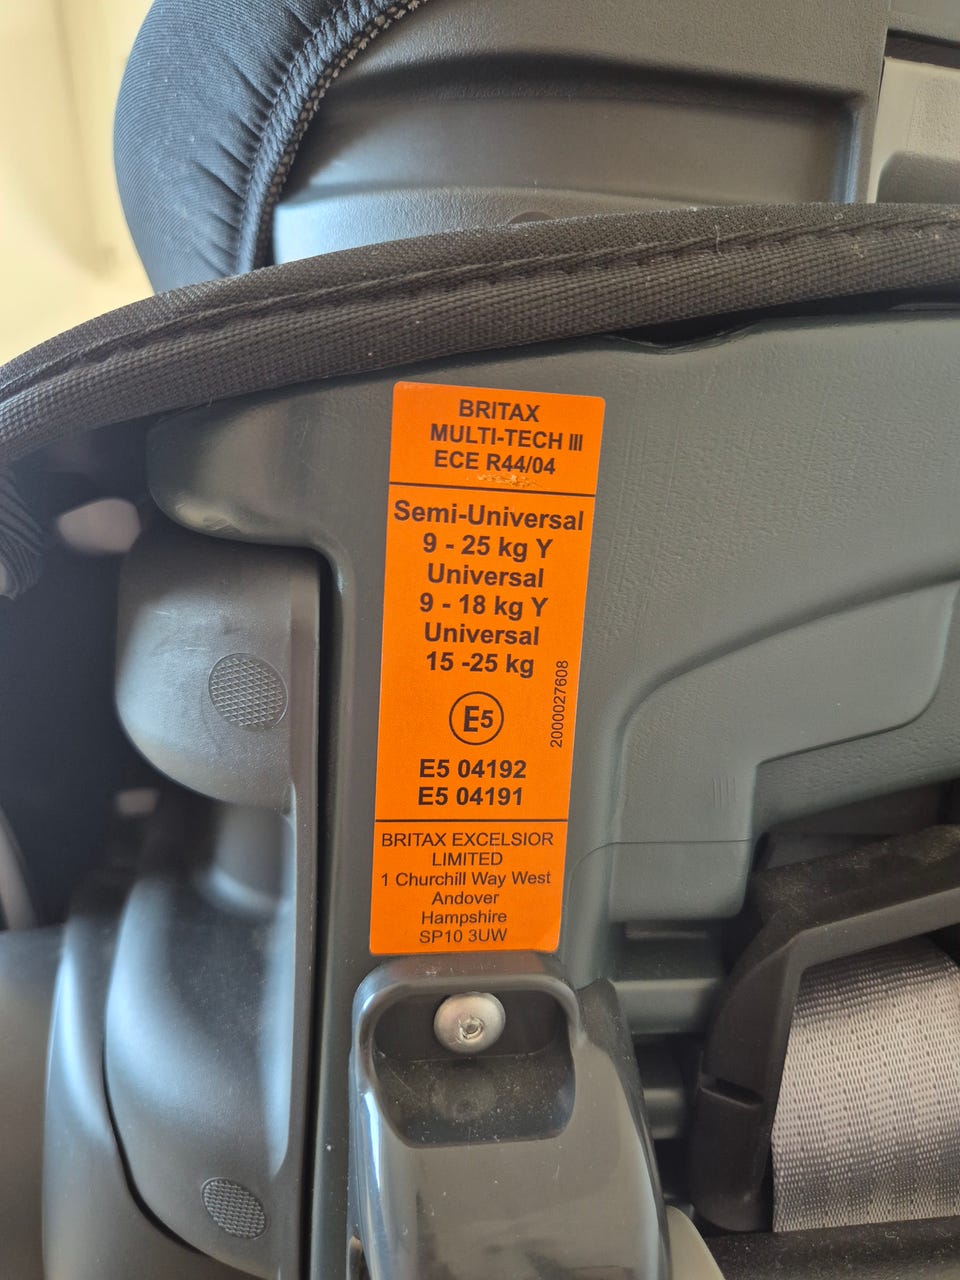 BRITAX
MULTI-TECH III
ECE R44/04
Semi-Universal
9 - 25 kg Y
Universal
9 - 18 kg Y
Universal
15 -25 kg
2000027608
E5
E5 04192
E5 04191
BRITAX EXCELSIOR
LIMITED
1 Churchill Way West
Andover
Hampshire
SP10 3UW